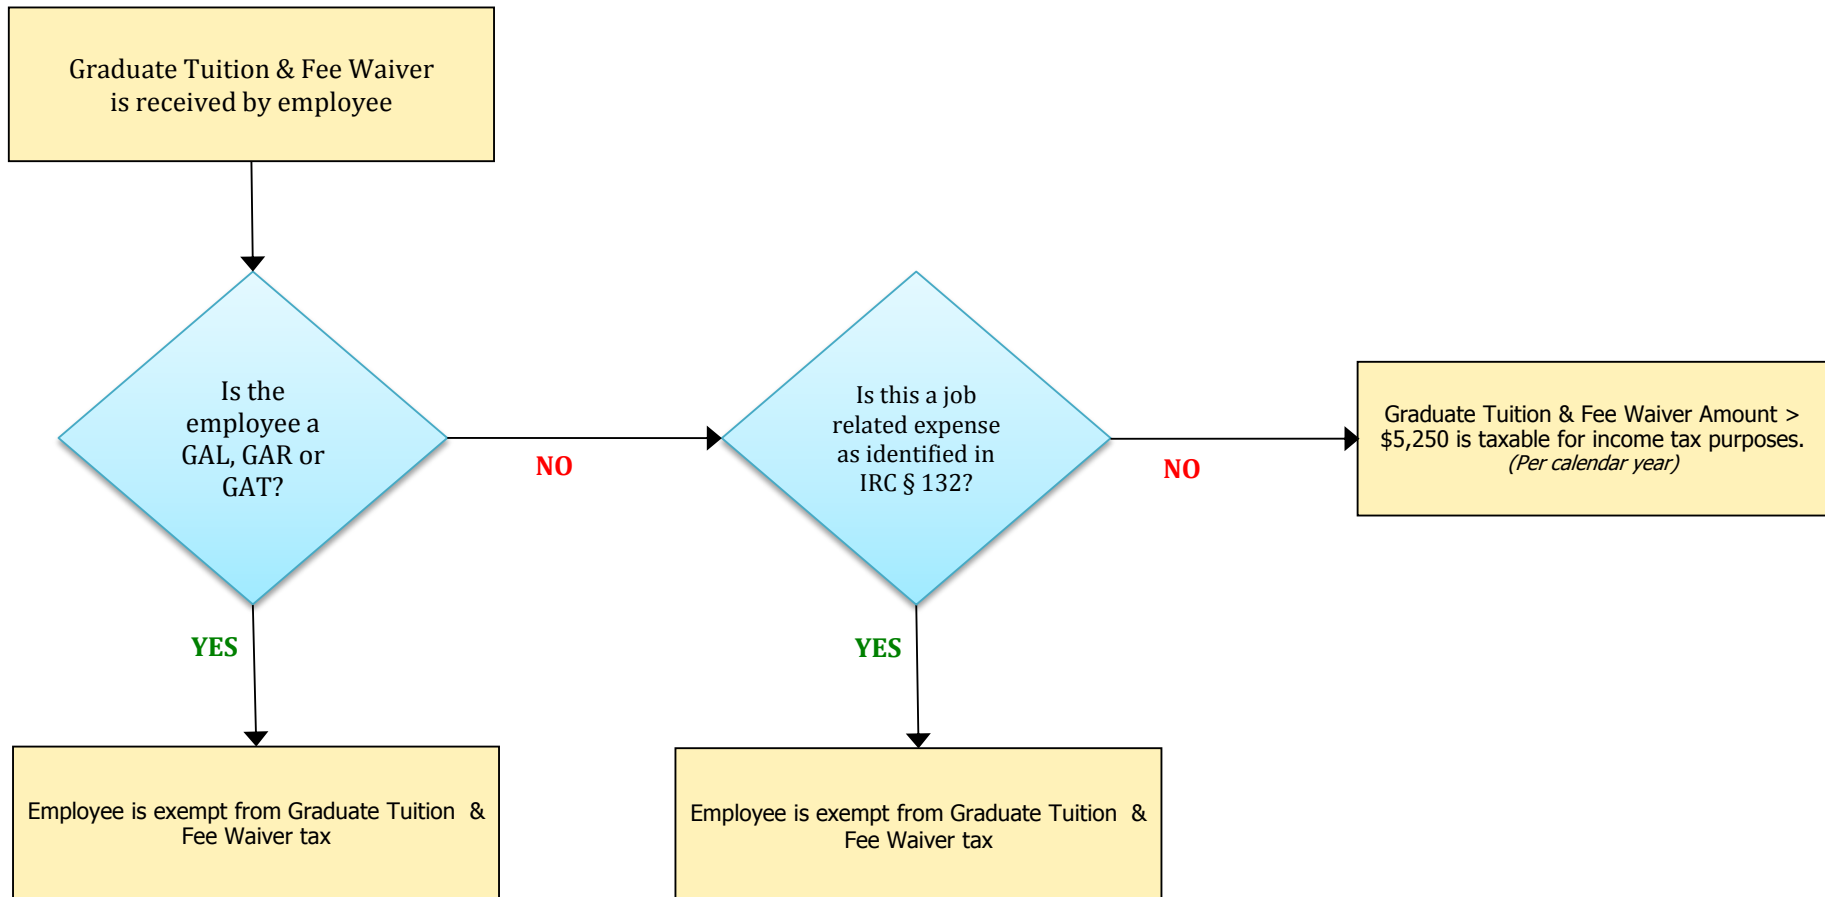 Graduate Tuition & Fee Waiver
is received by employee
Is the
employee a
GAL, GAR or
GAT?
NO
Is this a job
related expense
as identified in
IRC § 132?
NO
Graduate Tuition & Fee Waiver Amount >
$5,250 is taxable for income tax purposes.
(Per calendar year)
YES
YES
Employee is exempt from Graduate Tuition &
Fee Waiver tax
Employee is exempt from Graduate Tuition &
Fee Waiver tax